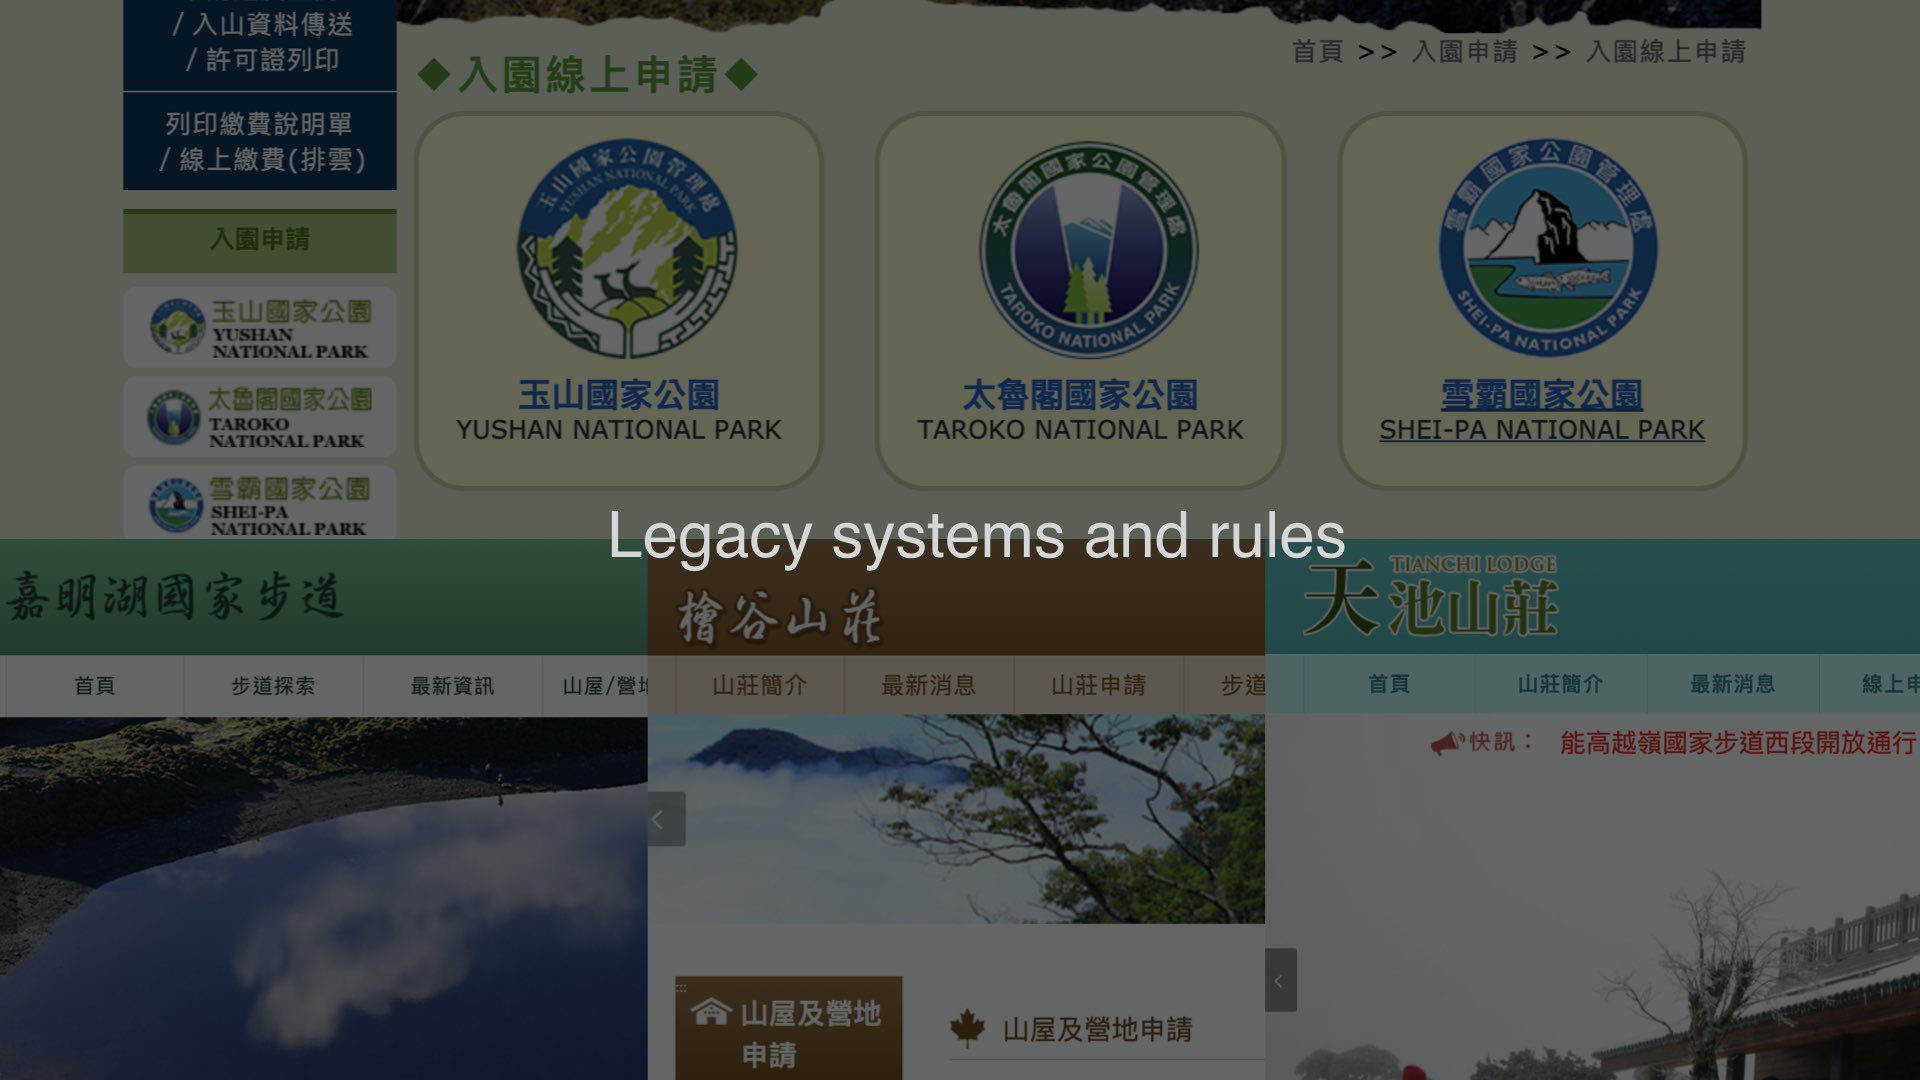 / 入山資料傳送
/ 許可證列印
列印繳費說明單
/ 線上繳費(排雲)
入園申請
玉山國家公園
YUSHAN
NATIONAL PARK
太魯閣國家公園
TAROKO
NATIONAL PARK
雪霸國家公園
SHEI-PA
NATIONAL PARK
首頁 >> 入園申請 >> 入園線上申請
◆入園線上申請◆
玉山國家公園管理處
YUSHAN NATIONAL PARK
玉山國家公園
YUSHAN NATIONAL PARK
太魯閣國家公園管理處
TAROKO NATIONAL PARK
太魯閣國家公園
TAROKO NATIONAL PARK
雪霸國家公園管理處
SHEI-PA NATIONAL PARK
雪霸國家公園
SHEI-PA NATIONAL PARK
Legacy systems and rules
嘉明湖國家步道
首頁 步道探索 最新資訊 山屋/營
檜谷山莊
山莊簡介 最新消息 山莊申請 步道
山屋及營地
申請
山屋及營地申請
TIANCHI LODGE
天池山莊
首頁 山莊簡介 最新消息 線上申
快訊： 能高越嶺國家步道西段開放通行